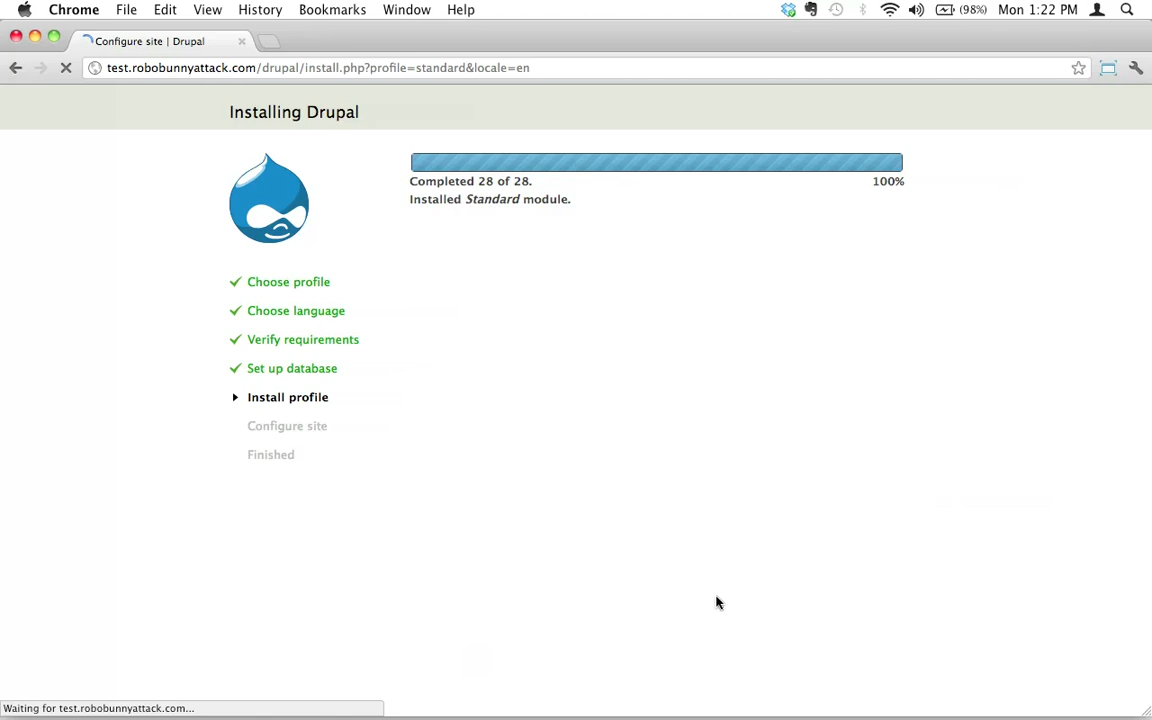 Chrome File Edit View History Bookmarks Window Help (98%) Mon 1:22 PM
Configure site | Drupal
test.robobunnyattack.com/drupal/install.php?profile=standard&locale=en
Installing Drupal
Completed 28 of 28. 100%
Installed Standard module.
Choose profile
Choose language
Verify requirements
Set up database
Install profile
Configure site
Finished
Waiting for test.robobunnyattack.com...